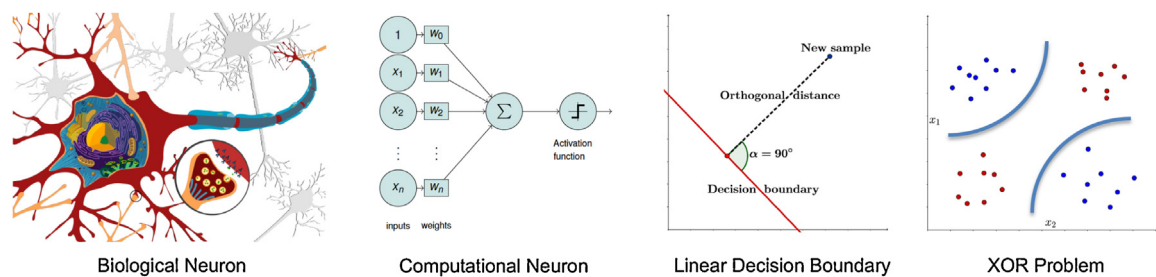 1
w₀
x₁
w₁
x₂
w₂
Σ
⋮
⋮
xₙ
wₙ
inputs
weights
Activation
function
New sample
Orthogonal distance
α = 90°
Decision boundary
x₁
x₂
Biological Neuron
Computational Neuron
Linear Decision Boundary
XOR Problem